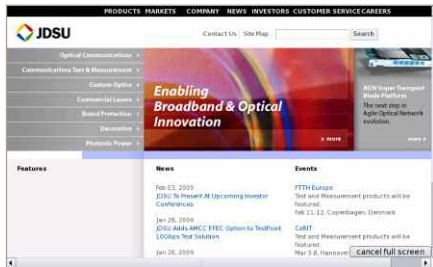 PRODUCTS MARKETS COMPANY NEWS INVESTORS CUSTOMER SERVICE CAREERS
JDSU
Contact Us Site Map Search
Optical Communications
Communications Test & Measurement
Custom Optics
Commercial Lasers
Brand Protection
Decorative
Photonic Power
Enabling
Broadband & Optical
Innovation
» more
AON Super Transport
Blade Platform
The next step in
Agile Optical Network
evolution.
more »
Features
News
Feb 03, 2009
JDSU To Present At Upcoming Investor
Conferences
Jan 28, 2009
JDSU Adds AMCC EFEC Option to TestPoint
10Gbps Test Solution
Jan 26, 2009
Events
FTTH Europe
Test and Measurement products will be
featured.
Feb 11-12, Copenhagen, Denmark
CeBIT
Test and Measurement products will be
featured.
Mar 3-8, Hannover
cancel full screen